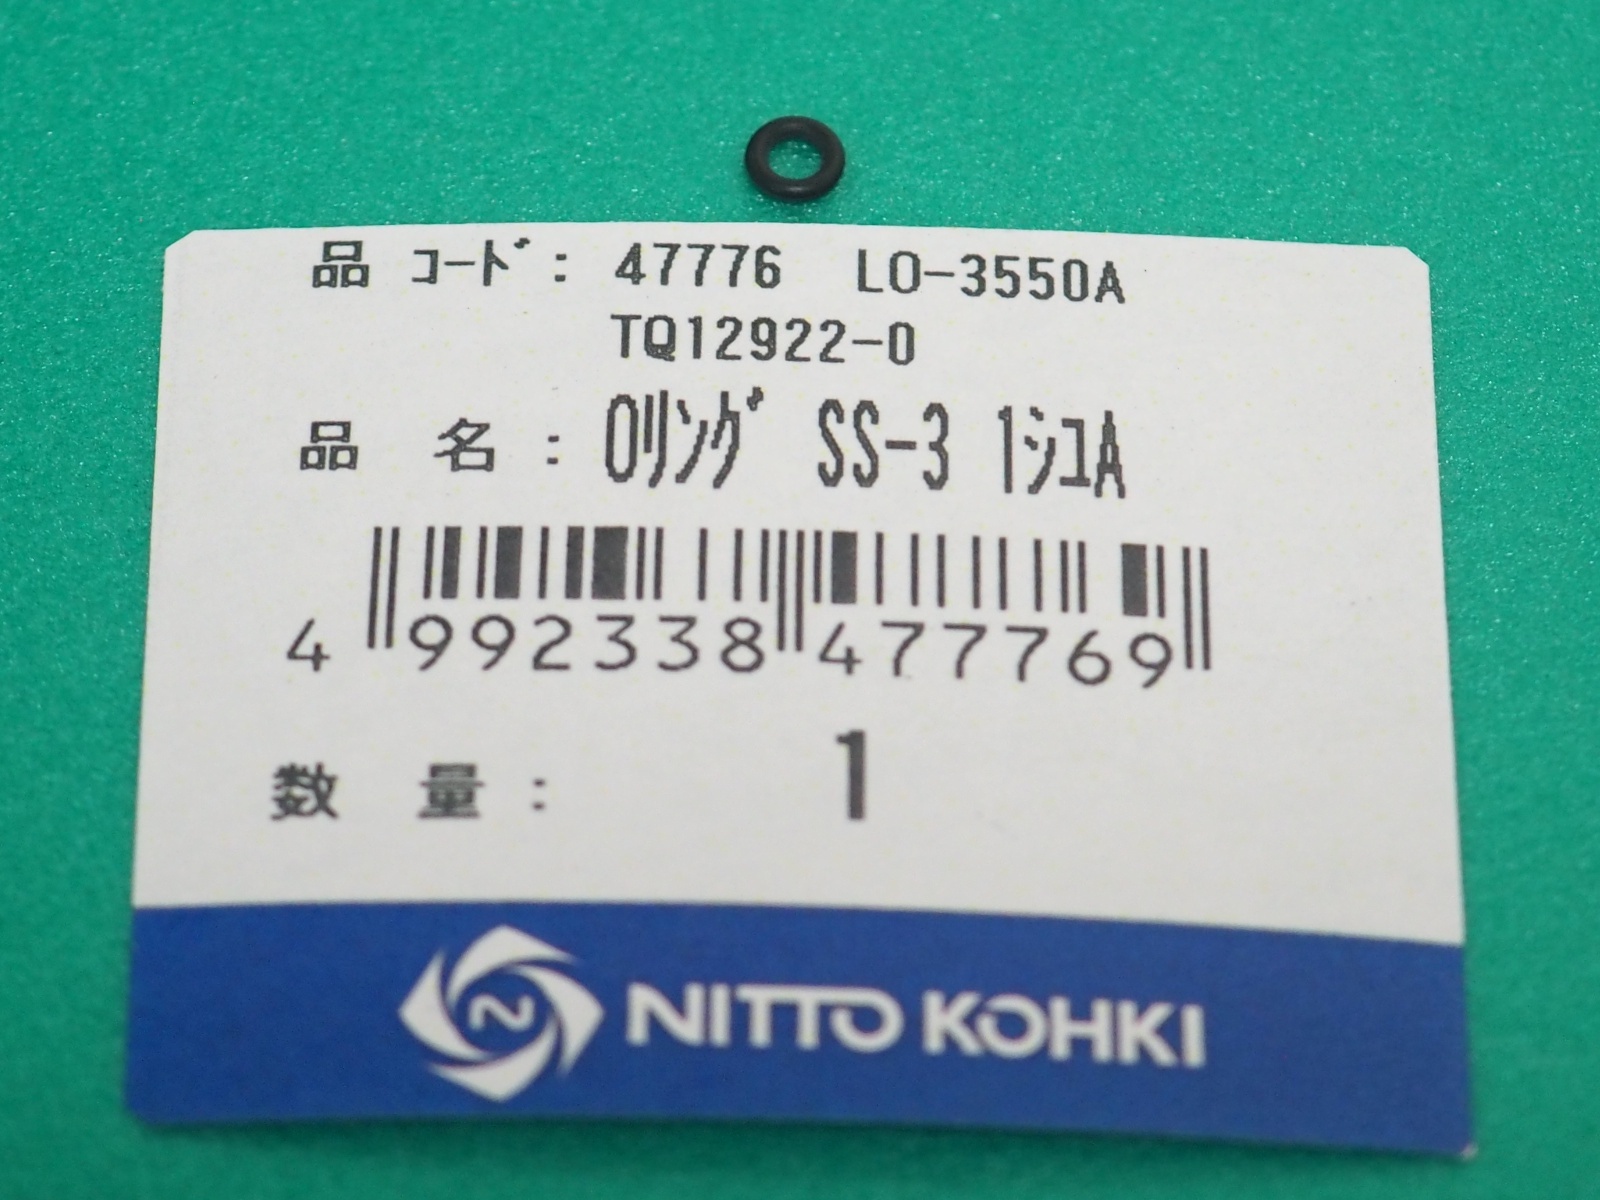 品 コード : 47776 LO-3550A
TQ12922-0
品 名 : Oリング SS-3 1シュA
4 992338 477769
数 量 : 1
NITTO KOHKI